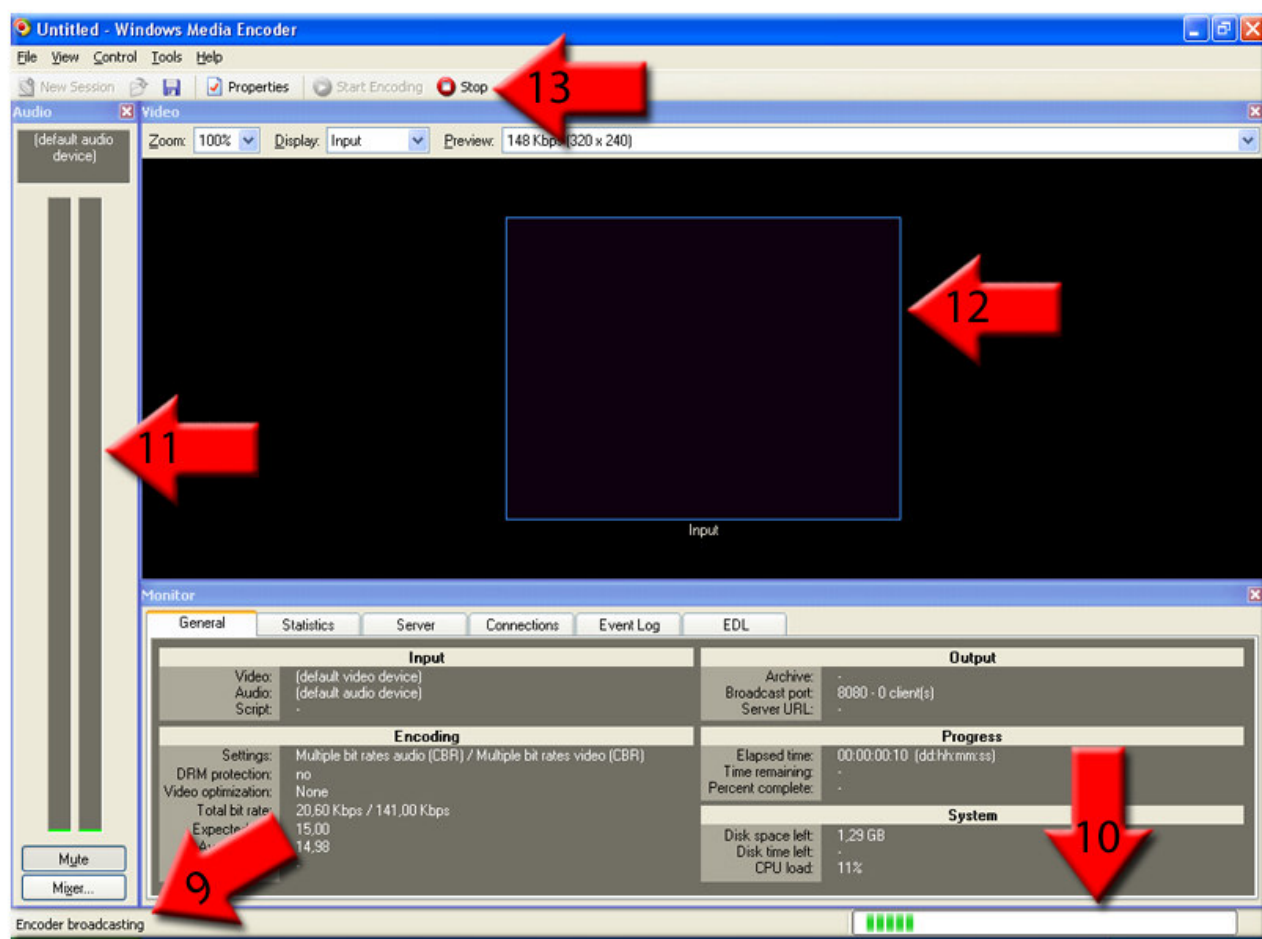 Untitled - Windows Media Encoder
File View Control Tools Help
New Session Properties Start Encoding Stop
13
Audio
(default audio device)
Video
Zoom: 100% Display: Input Preview: 148 Kbps (320 x 240)
12
11
Input
Monitor
General Statistics Server Connections Event Log EDL
Input
Video: (default video device)
Audio: (default audio device)
Script: -
Encoding
Settings: Multiple bit rates audio (CBR) / Multiple bit rates video (CBR)
DRM protection: no
Video optimization: None
Total bit rate: 20,60 Kbps / 141,00 Kbps
Expected 15,00
14,98
-
Output
Archive: -
Broadcast port: 8080 - 0 client(s)
Server URL: -
Progress
Elapsed time: 00:00:00:10 (dd:hh:mm:ss)
Time remaining: -
Percent complete: -
System
Disk space left: 1,29 GB
Disk time left: -
CPU load: 11%
10
Mute
Mixer...
9
Encoder broadcasting